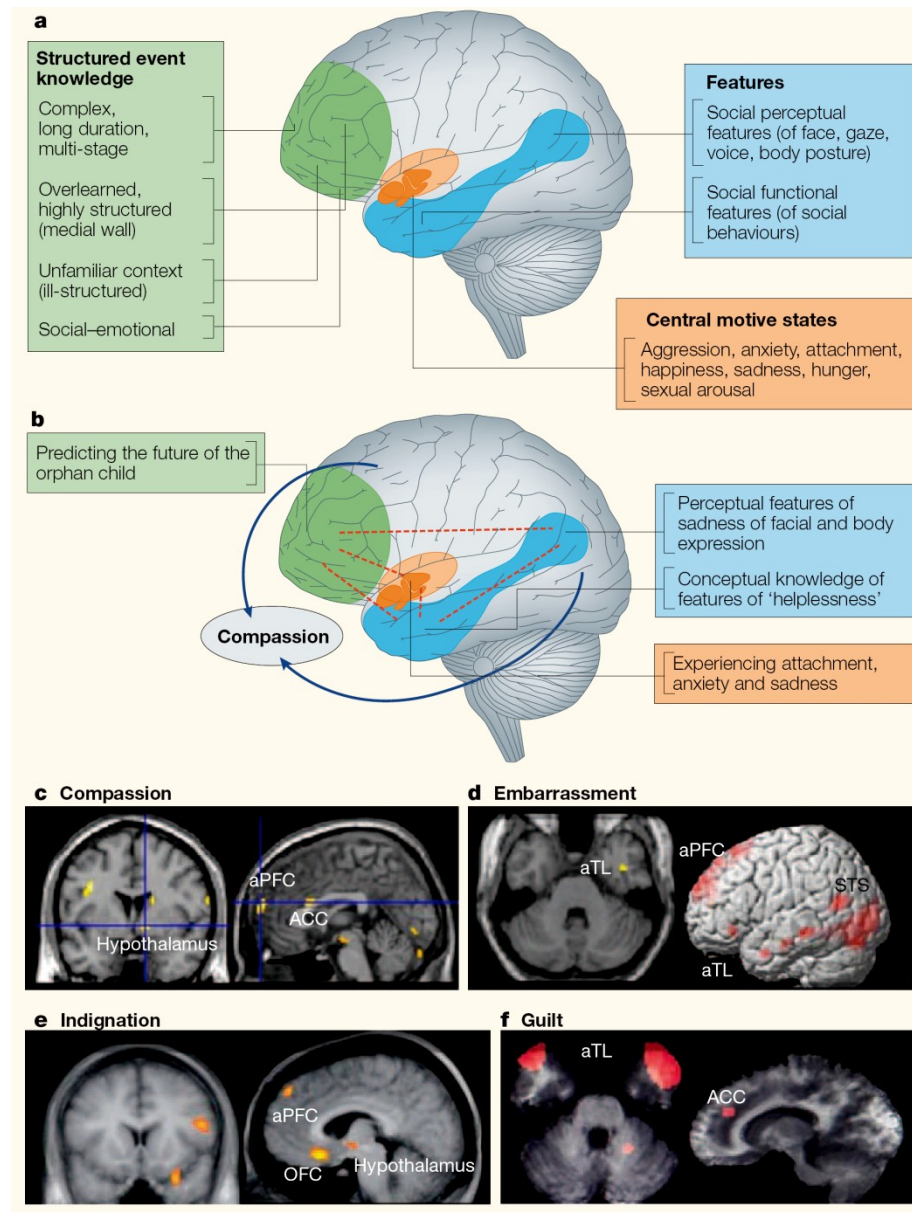 a
Structured event
knowledge
Complex,
long duration,
multi-stage
Overlearned,
highly structured
(medial wall)
Unfamiliar context
(ill-structured)
Social–emotional
Features
Social perceptual
features (of face, gaze,
voice, body posture)
Social functional
features (of social
behaviours)
Central motive states
Aggression, anxiety, attachment,
happiness, sadness, hunger,
sexual arousal
b
Predicting the future of the
orphan child
Compassion
Perceptual features of
sadness of facial and body
expression
Conceptual knowledge of
features of ‘helplessness’
Experiencing attachment,
anxiety and sadness
c Compassion
aPFC
ACC
Hypothalamus
d Embarrassment
aTL
aPFC
STS
aTL
e Indignation
aPFC
OFC
Hypothalamus
f Guilt
aTL
ACC